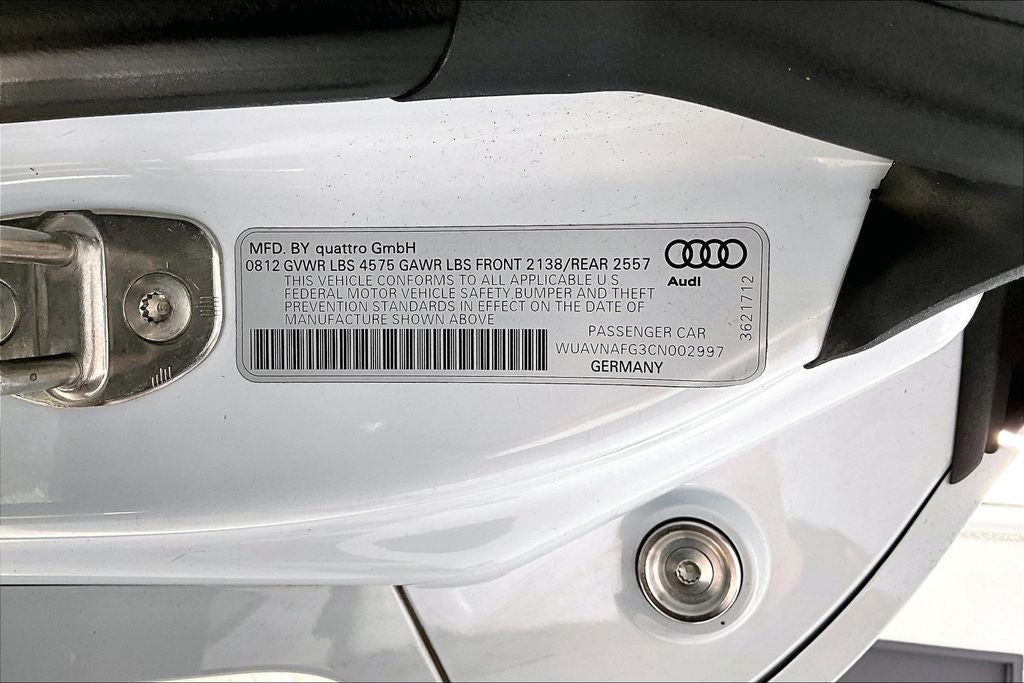 MFD. BY quattro GmbH
0812 GVWR LBS 4575 GAWR LBS FRONT 2138/REAR 2557
THIS VEHICLE CONFORMS TO ALL APPLICABLE U S
FEDERAL MOTOR VEHICLE SAFETY,BUMPER AND THEFT
PREVENTION STANDARDS IN EFFECT ON THE DATE OF
MANUFACTURE SHOWN ABOVE
Audi
3621712
PASSENGER CAR
WUAVNAFG3CN002997
GERMANY